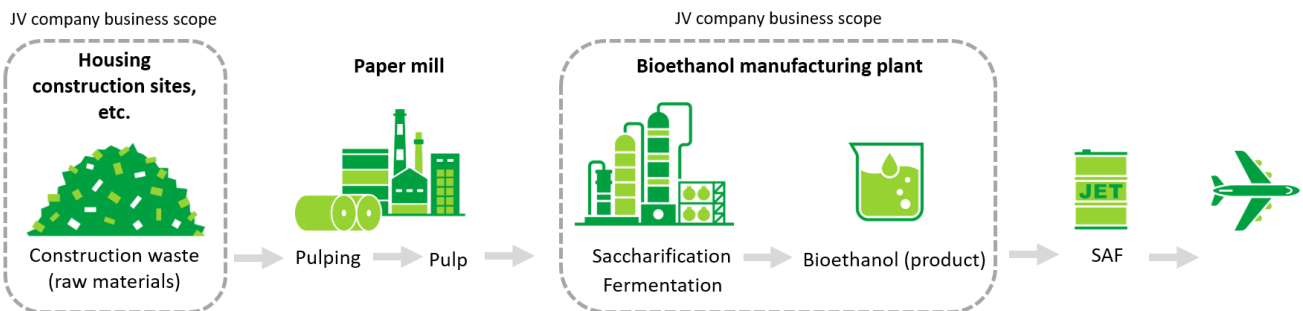 JV company business scope
Housing
construction sites,
etc.
Construction waste
(raw materials)
Paper mill
Pulping
Pulp
JV company business scope
Bioethanol manufacturing plant
Saccharification
Fermentation
Bioethanol (product)
JET
SAF